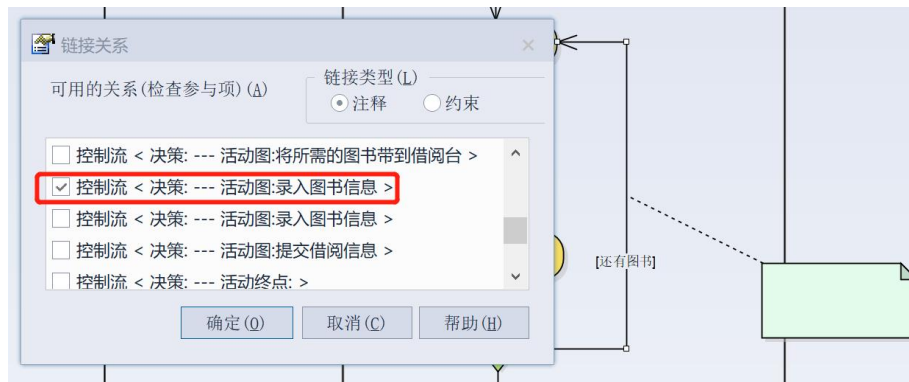 链接关系
可用的关系(检查参与项)(A)
链接类型(L)
注释 约束
控制流 < 决策: --- 活动图:将所需的图书带到借阅台 >
控制流 < 决策: --- 活动图:录入图书信息 >
控制流 < 决策: --- 活动图:录入图书信息 >
控制流 < 决策: --- 活动图:提交借阅信息 >
控制流 < 决策: --- 活动终点: >
确定(O) 取消(C) 帮助(H)
[还有图书]